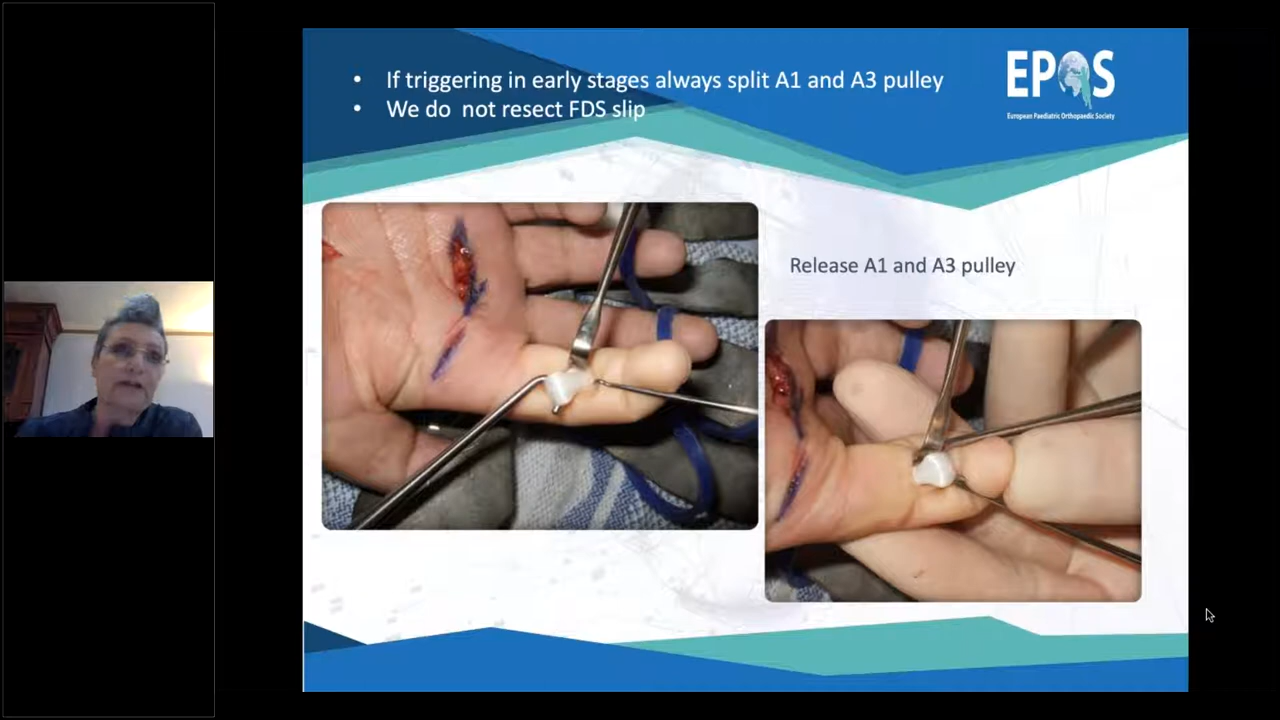 • If triggering in early stages always split A1 and A3 pulley
• We do not resect FDS slip
EPOS
European Paediatric Orthopaedic Society
Release A1 and A3 pulley